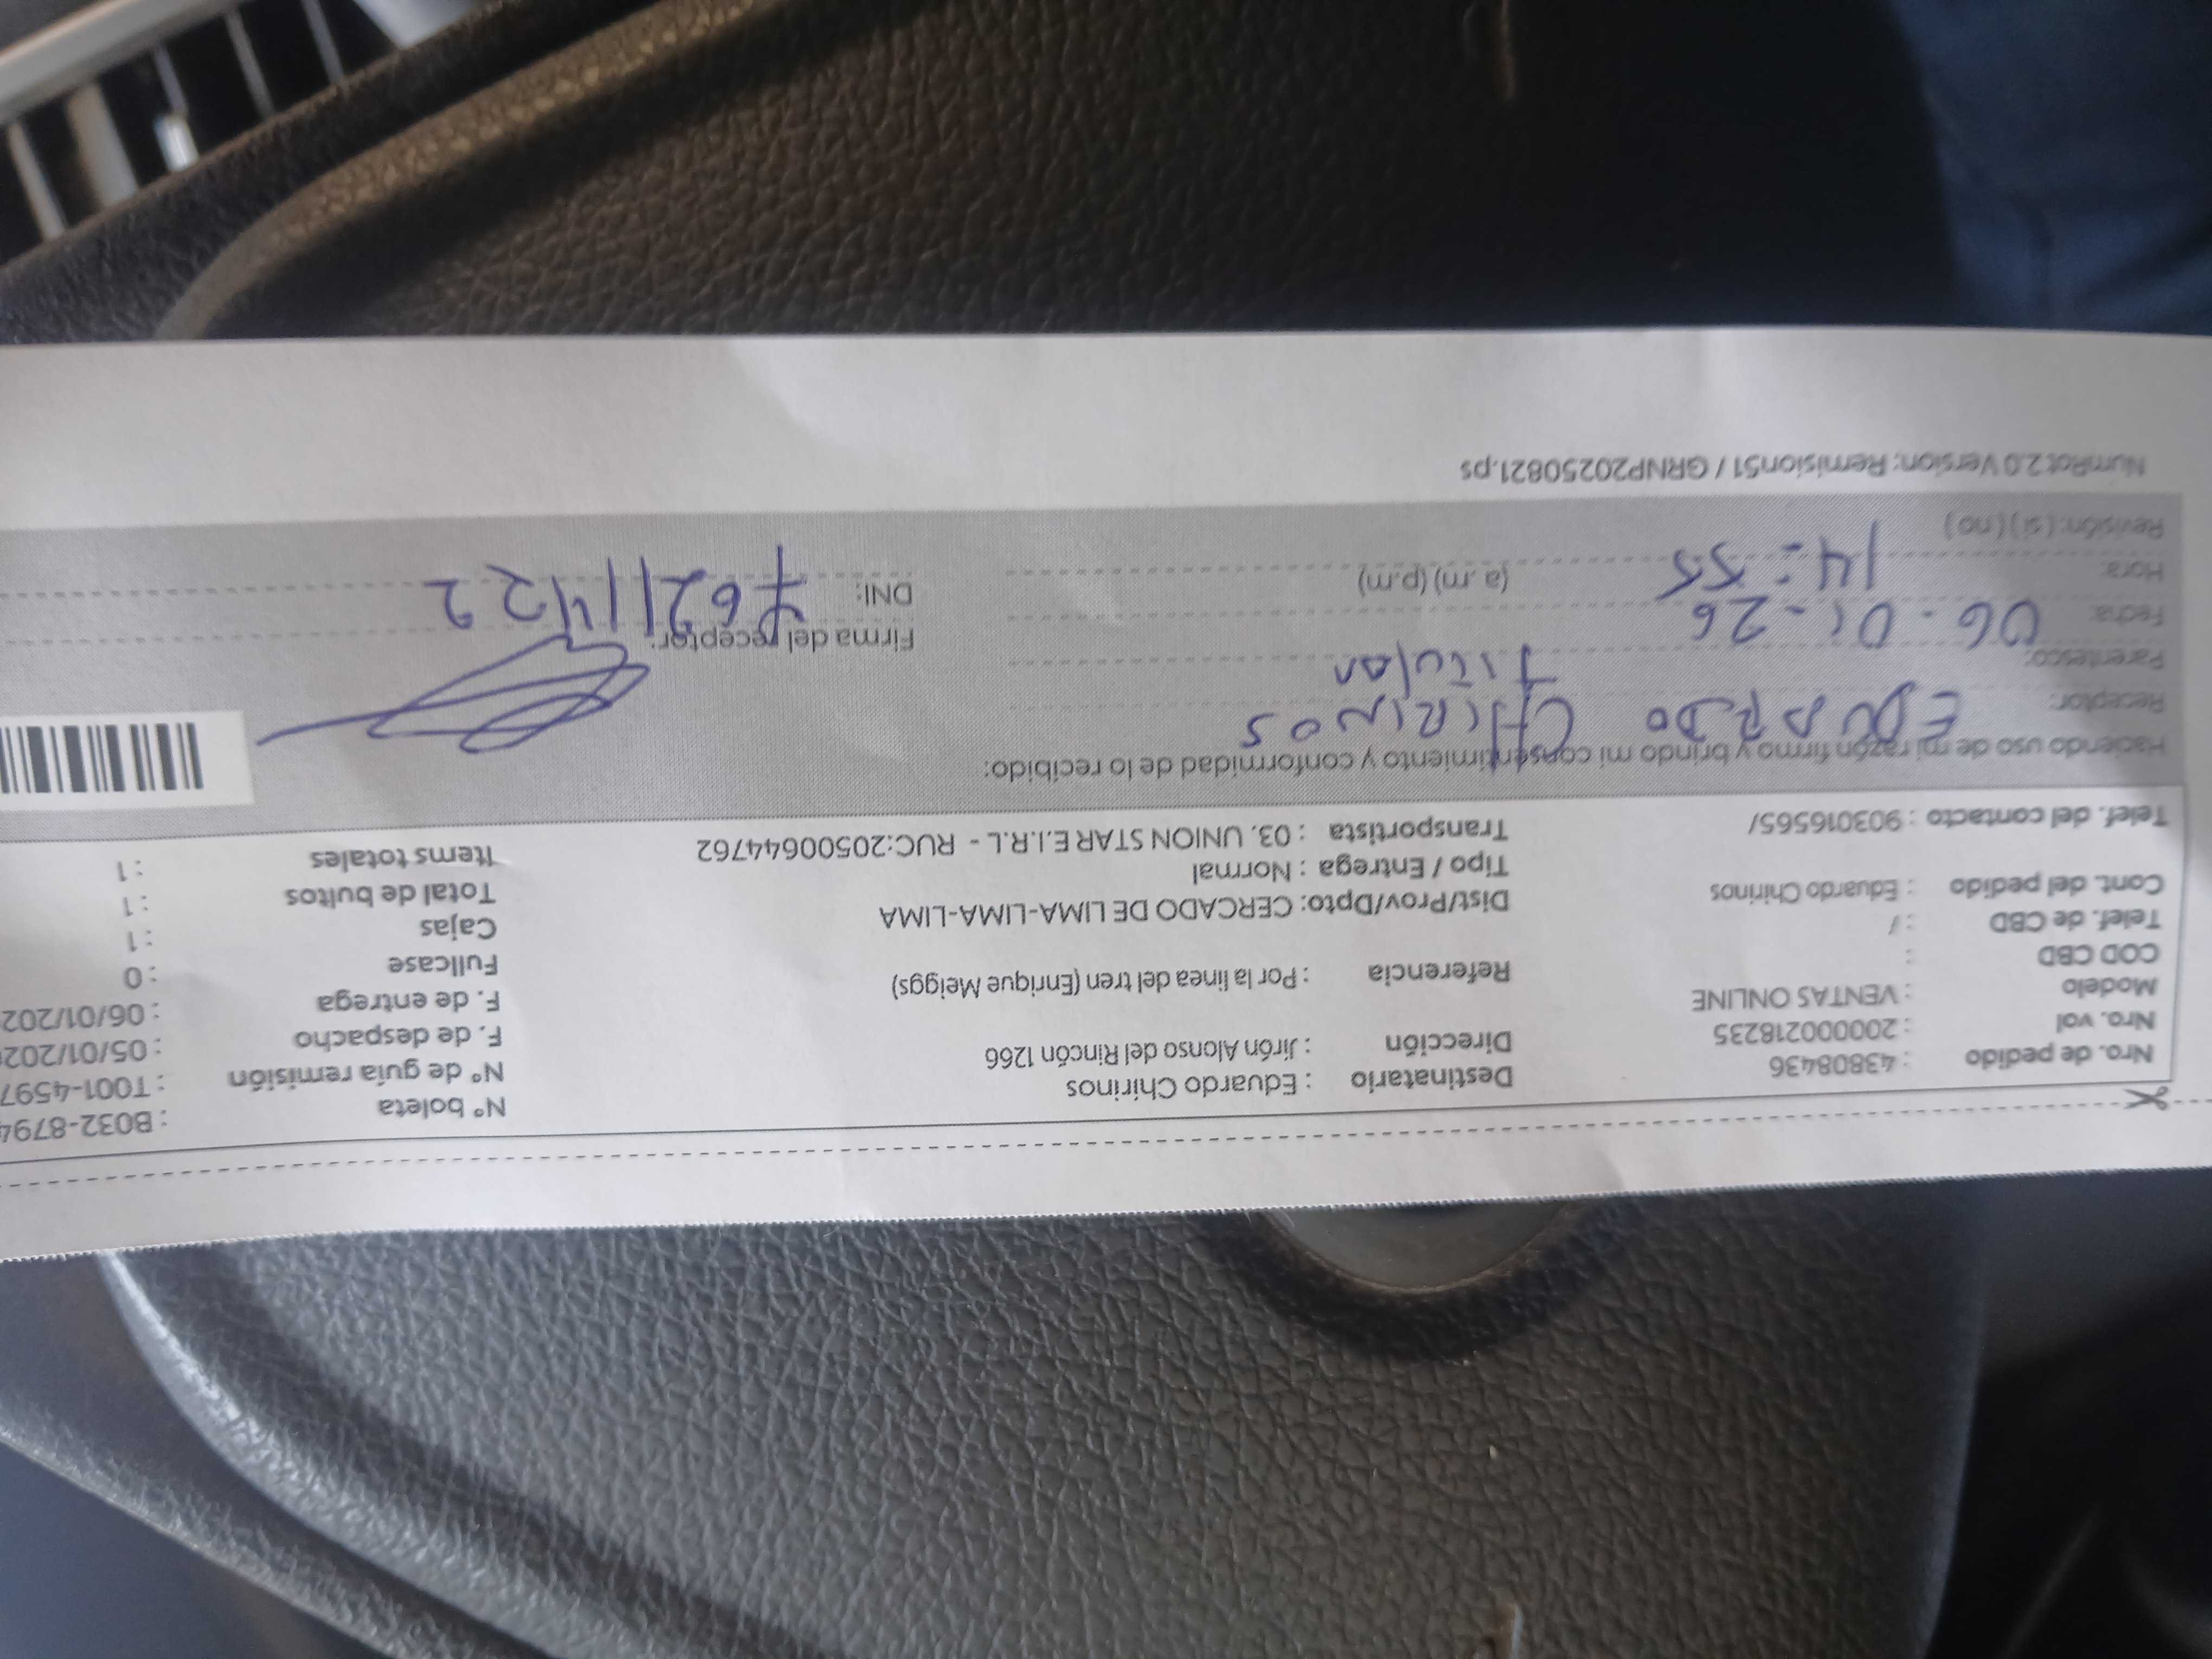 Nro. de pedido : 43808436
Nro. vol : 200000218235
Modelo : VENTAS ONLINE
COD CBD :
Telef. de CBD : /
Cont. del pedido : Eduardo Chirinos
Telef. del contacto : 903016565/
Destinatario : Eduardo Chirinos
Dirección : Jirón Alonso del Rincón 1266
Referencia : Por la linea del tren (Enrique Meiggs)
Dist/Prov/Dpto: CERCADO DE LIMA-LIMA-LIMA
Tipo / Entrega : Normal
Transportista : 03. UNION STAR E.I.R.L - RUC:20500644762
N° boleta : B032-8794
N° de guía remisión : T001-4597
F. de despacho : 05/01/202
F. de entrega : 06/01/202
Fullcase : 0
Cajas : 1
Total de bultos : 1
Items totales : 1
Haciendo uso de mi razón firmo y brindo mi consentimiento y conformidad de lo recibido:
Receptor: EDUARDO CHIRINOS
Parentesco: titular
Fecha: 06-01-26
Hora: 14:55 (a.m) (p.m)
Revisión: ( si ) ( no )
Firma del receptor:
DNI: 76211422
NumRot 2.0 Version: Remision51 / GRNP20250821.ps